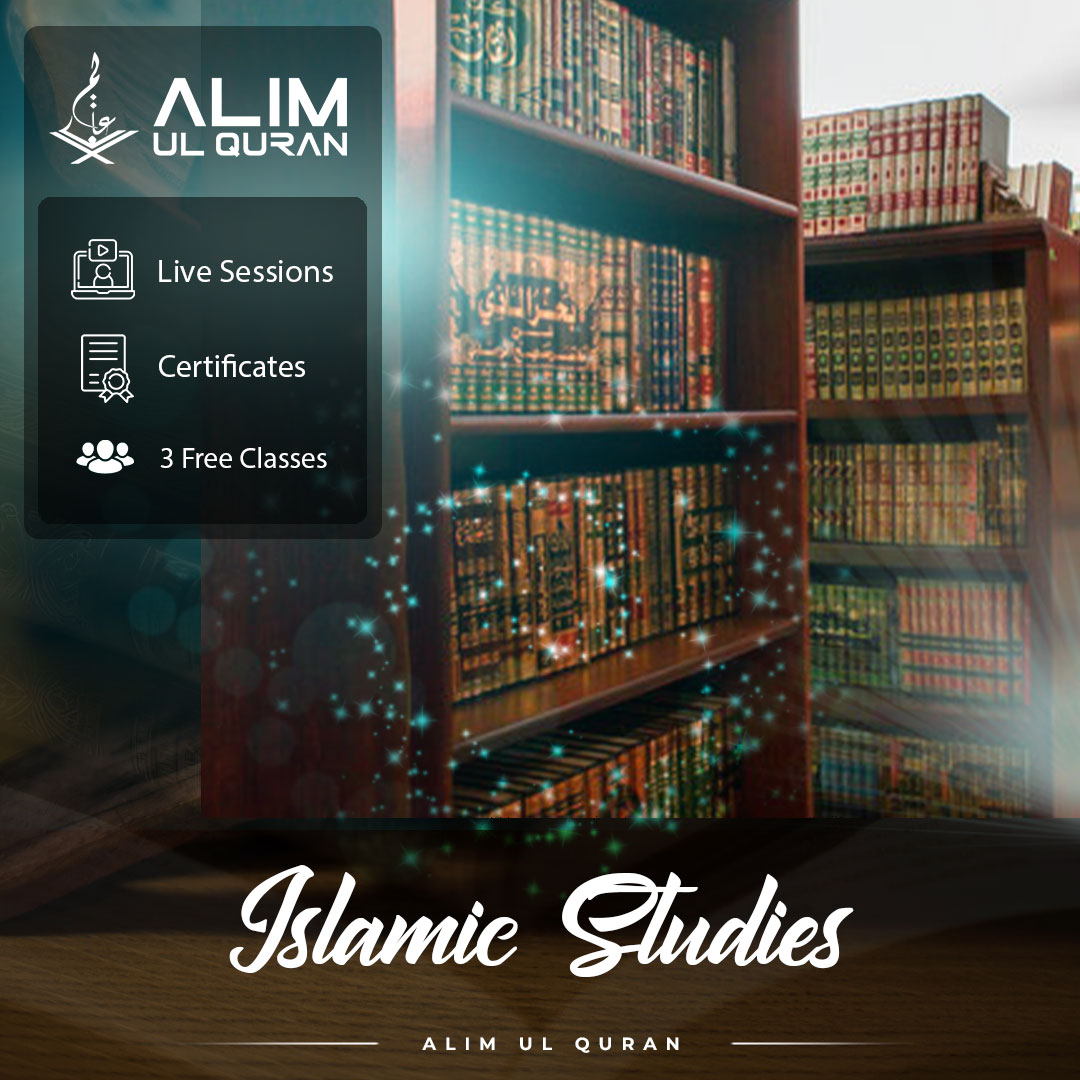 ALIM
UL QURAN
Live Sessions
Certificates
3 Free Classes
Islamic Studies
ALIM UL QURAN